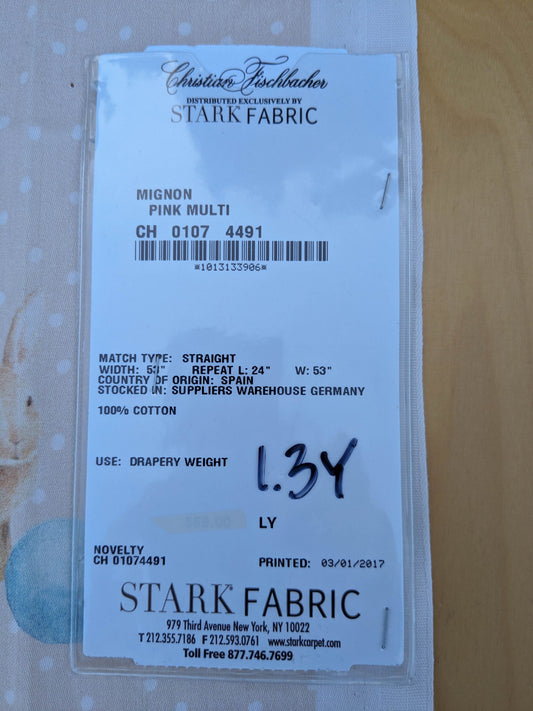 Christian Fischbacher
DISTRIBUTED EXCLUSIVELY BY
STARK FABRIC
MIGNON
PINK MULTI
CH 0107 4491
*1013133906*
MATCH TYPE: STRAIGHT
WIDTH: 53" REPEAT L: 24" W: 53"
COUNTRY OF ORIGIN: SPAIN
STOCKED IN: SUPPLIERS WAREHOUSE GERMANY
100% COTTON
USE: DRAPERY WEIGHT
1.3Y
LY
NOVELTY
CH 01074491 PRINTED: 03/01/2017
STARK FABRIC
979 Third Avenue New York, NY 10022
T 212.355.7186 F 212.593.0761 www.starkcarpet.com
Toll Free 877.746.7699